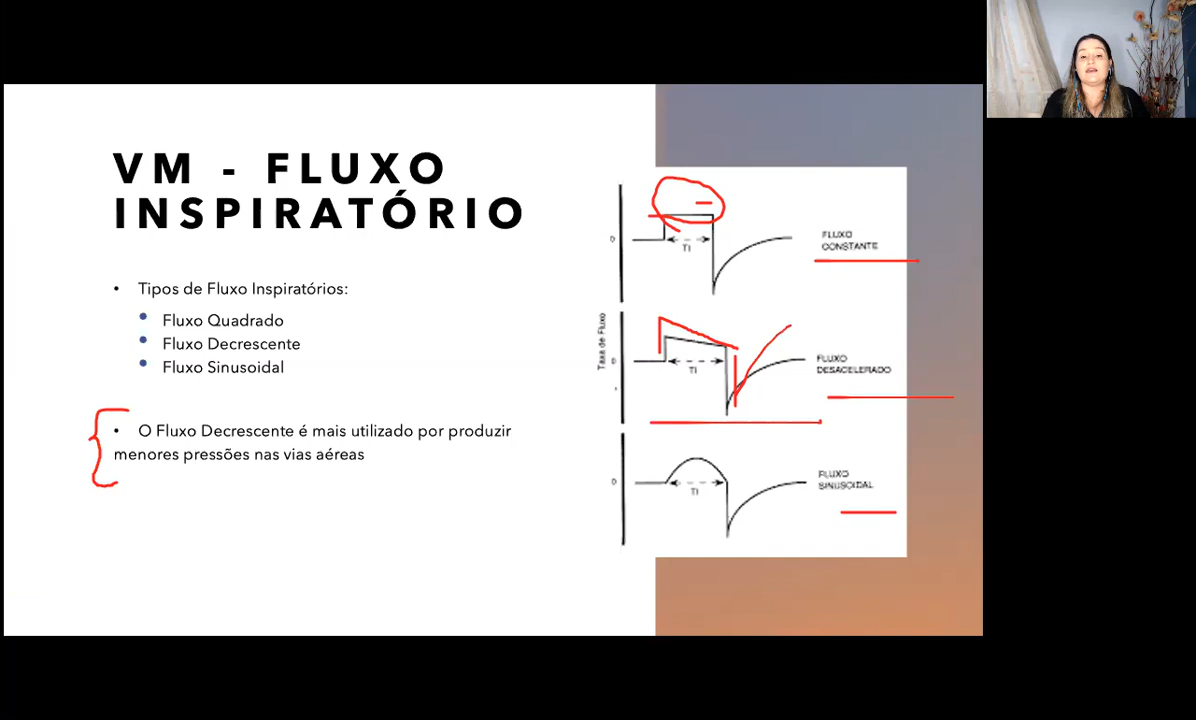 VM - FLUXO
INSPIRATÓRIO
• Tipos de Fluxo Inspiratórios:
• Fluxo Quadrado
• Fluxo Decrescente
• Fluxo Sinusoidal
• O Fluxo Decrescente é mais utilizado por produzir
menores pressões nas vias aéreas
0
TI
FLUXO
CONSTANTE
Taxa de Fluxo
0
TI
FLUXO
DESACELERADO
0
TI
FLUXO
SINUSOIDAL